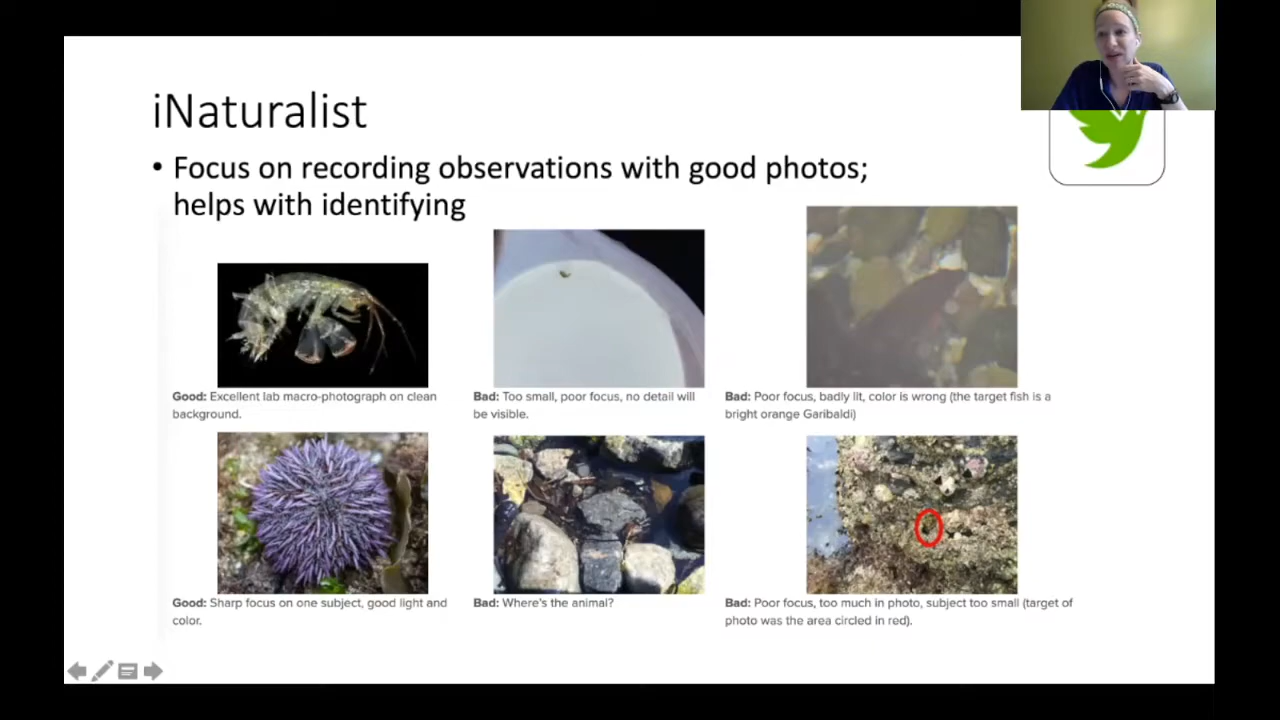 iNaturalist
• Focus on recording observations with good photos;
helps with identifying
Good: Excellent lab macro-photograph on clean
background.
Bad: Too small, poor focus, no detail will
be visible.
Bad: Poor focus, badly lit, color is wrong (the target fish is a
bright orange Garibaldi)
Good: Sharp focus on one subject, good light and
color.
Bad: Where's the animal?
Bad: Poor focus, too much in photo, subject too small (target of
photo was the area circled in red).